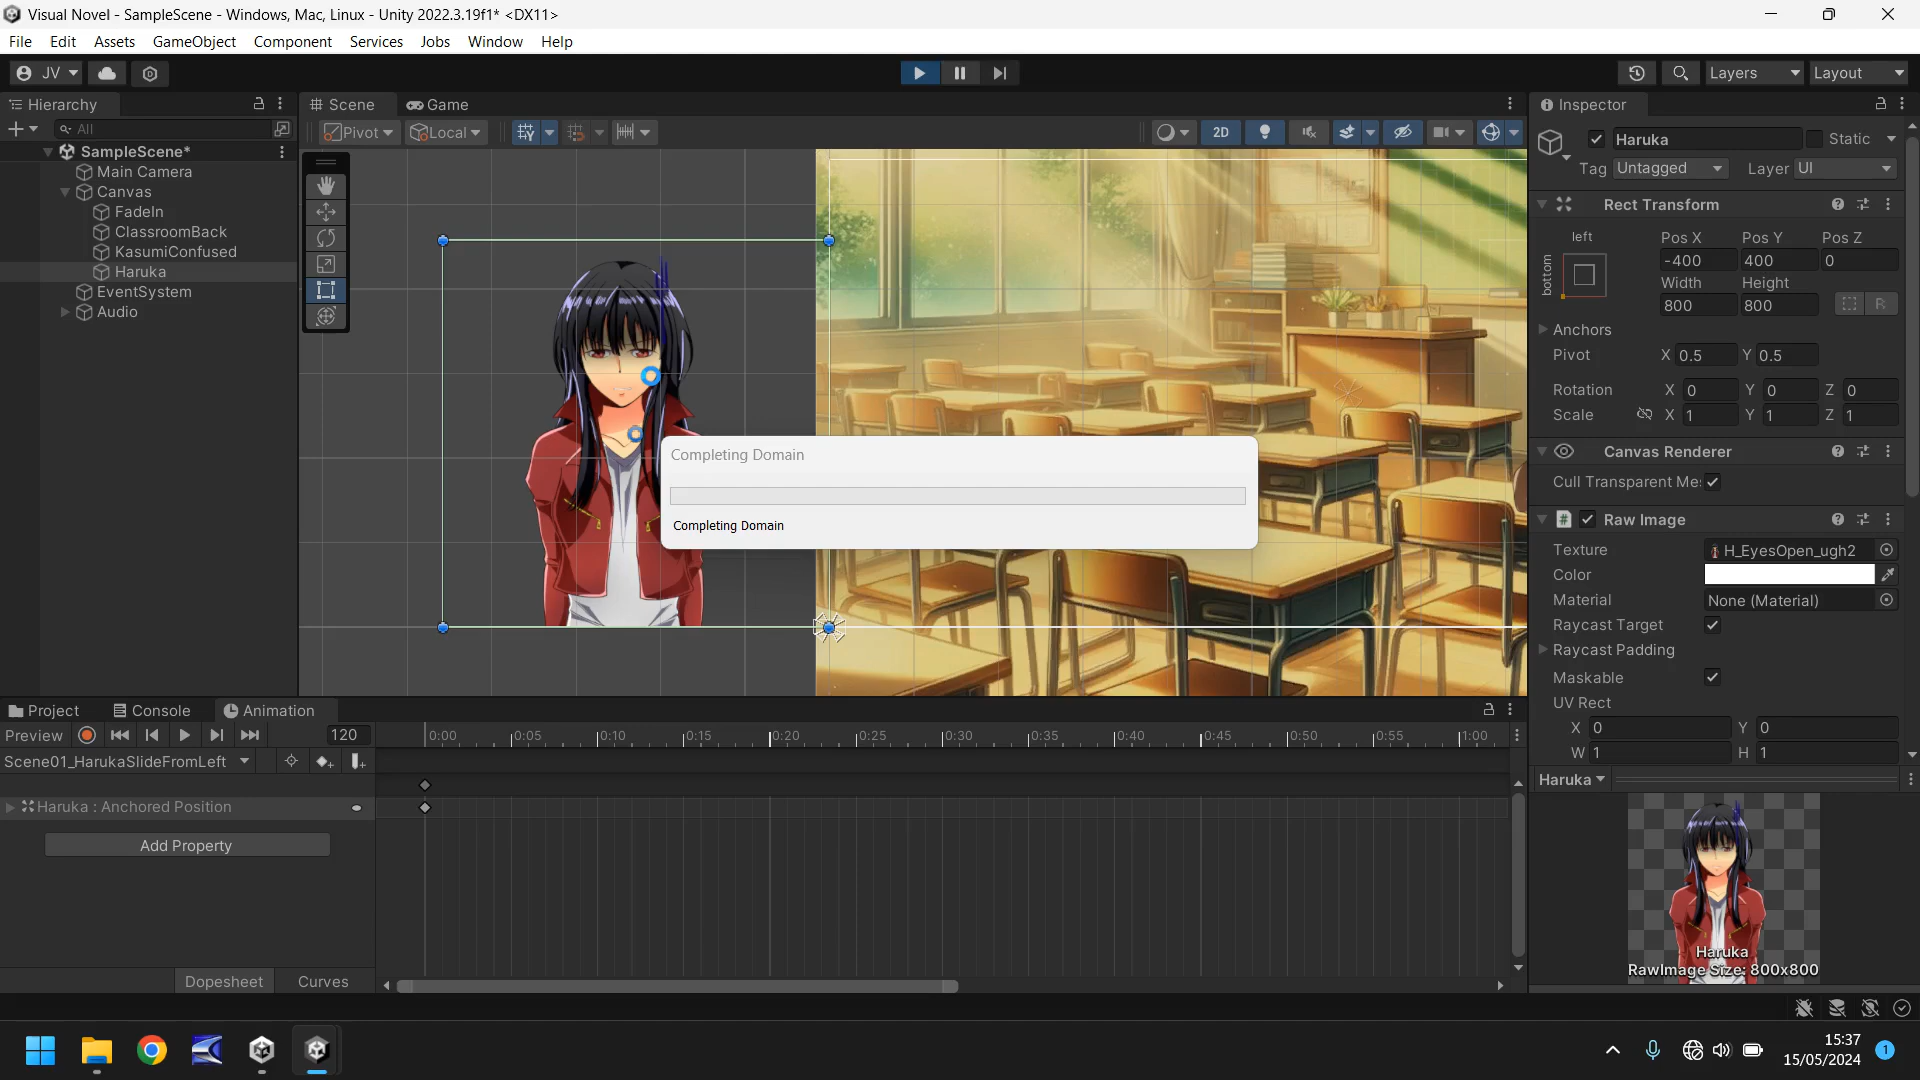 Visual Novel - SampleScene - Windows, Mac, Linux - Unity 2022.3.19f1* <DX11>
File Edit Assets GameObject Component Services Jobs Window Help
JV Layers Layout
Hierarchy
All
SampleScene*
Main Camera
Canvas
FadeIn
ClassroomBack
KasumiConfused
Haruka
EventSystem
Audio
Scene Game
Pivot Local 2D
Completing Domain
Completing Domain
Inspector
Haruka Static
Tag Untagged Layer UI
Rect Transform
left Pos X Pos Y Pos Z
bottom -400 400 0
Width Height
800 800 R
Anchors
Pivot X 0.5 Y 0.5
Rotation X 0 Y 0 Z 0
Scale X 1 Y 1 Z 1
Canvas Renderer
Cull Transparent Me:
Raw Image
Texture H_EyesOpen_ugh2
Color
Material None (Material)
Raycast Target
Raycast Padding
Maskable
UV Rect
X 0 Y 0
W 1 H 1
Haruka
Haruka
RawImage Size: 800x800
Project Console Animation
Preview 120 0:00 0:05 0:10 0:15 0:20 0:25 0:30 0:35 0:40 0:45 0:50 0:55 1:00
Scene01_HarukaSlideFromLeft
Haruka : Anchored Position
Add Property
Dopesheet Curves
15:37
15/05/2024 1